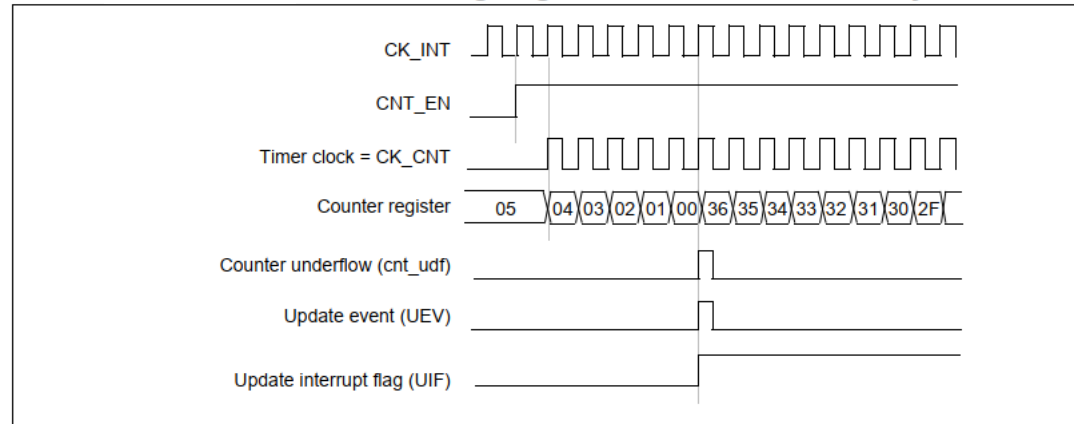 CK_INT
CNT_EN
Timer clock = CK_CNT
Counter register 05 04 03 02 01 00 36 35 34 33 32 31 30 2F
Counter underflow (cnt_udf)
Update event (UEV)
Update interrupt flag (UIF)